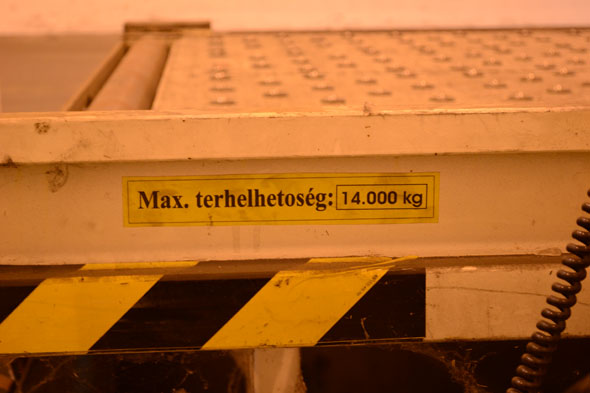 Max. terhelhetoség: 14.000 kg